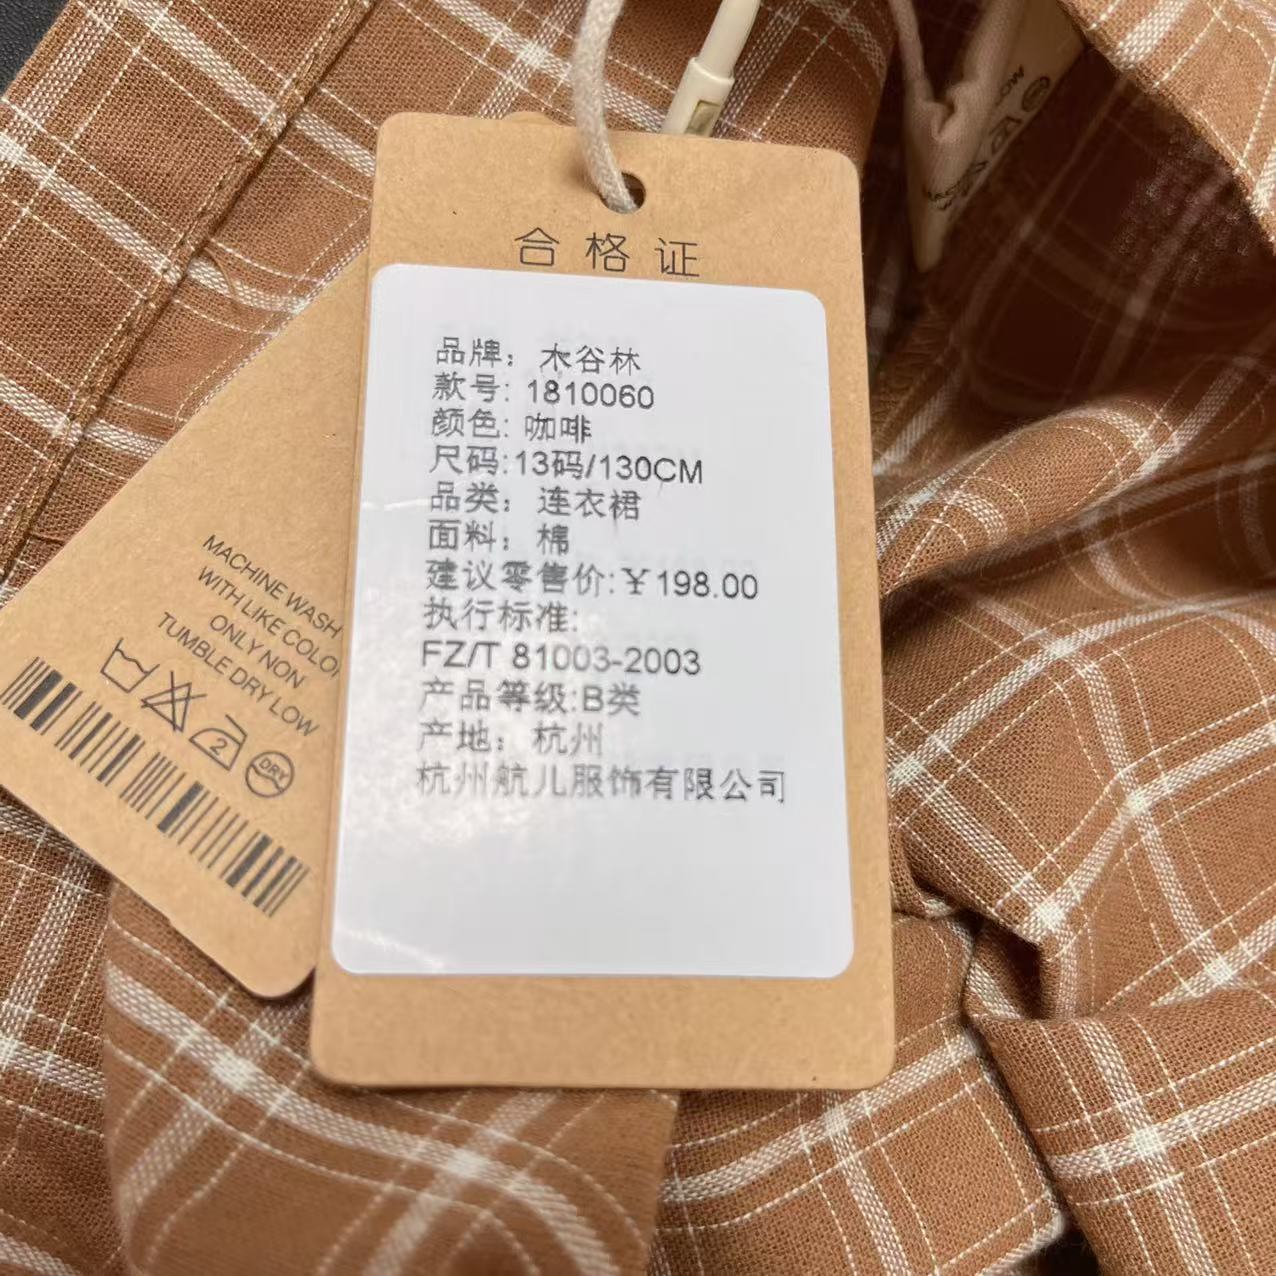 合格证
品牌：木谷林
款号: 1810060
颜色: 咖啡
尺码:13码/130CM
品类：连衣裙
面料：棉
建议零售价:￥198.00
执行标准:
FZ/T 81003-2003
产品等级:B类
产地：杭州
杭州航儿服饰有限公司
MACHINE WASH
WITH LIKE COLO
ONLY NON
TUMBLE DRY LOW
2
DRY